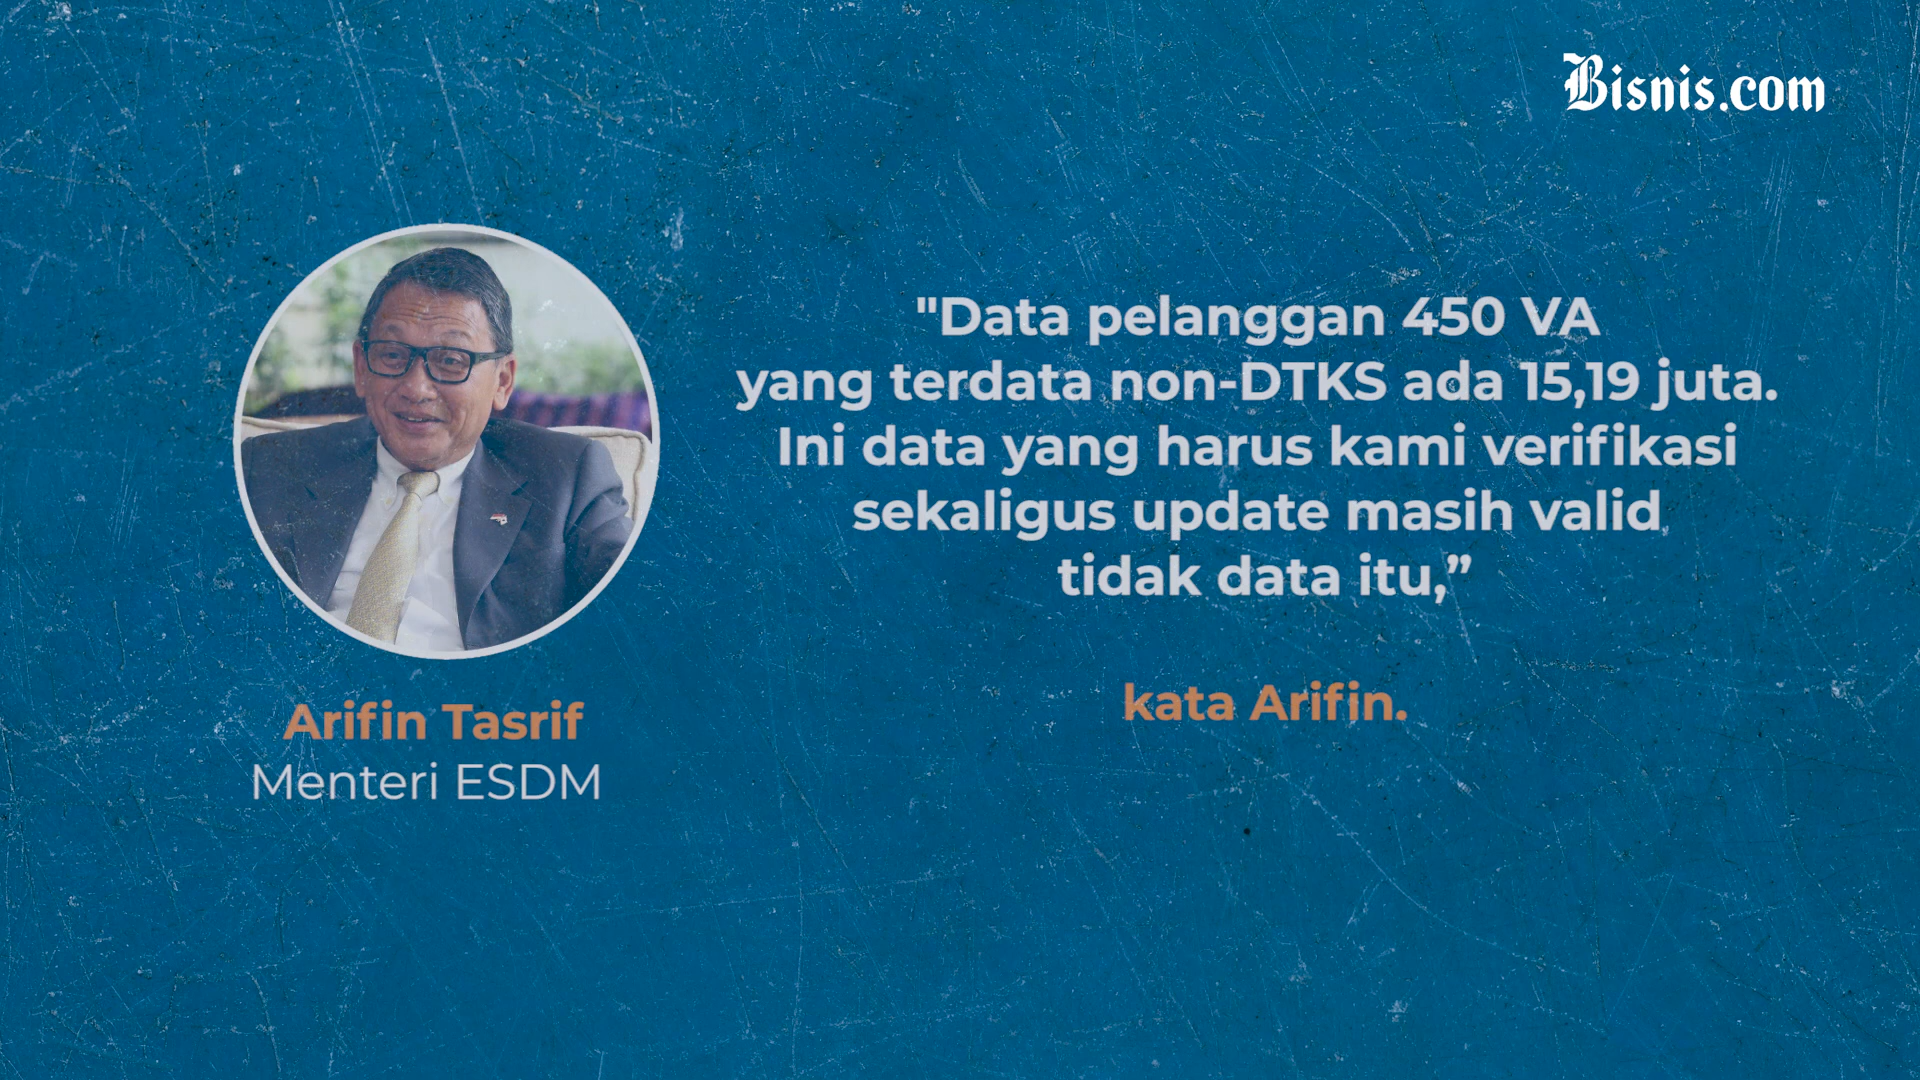 Bisnis.com
"Data pelanggan 450 VA
yang terdata non-DTKS ada 15,19 juta.
Ini data yang harus kami verifikasi
sekaligus update masih valid
tidak data itu,”
kata Arifin.
Arifin Tasrif
Menteri ESDM